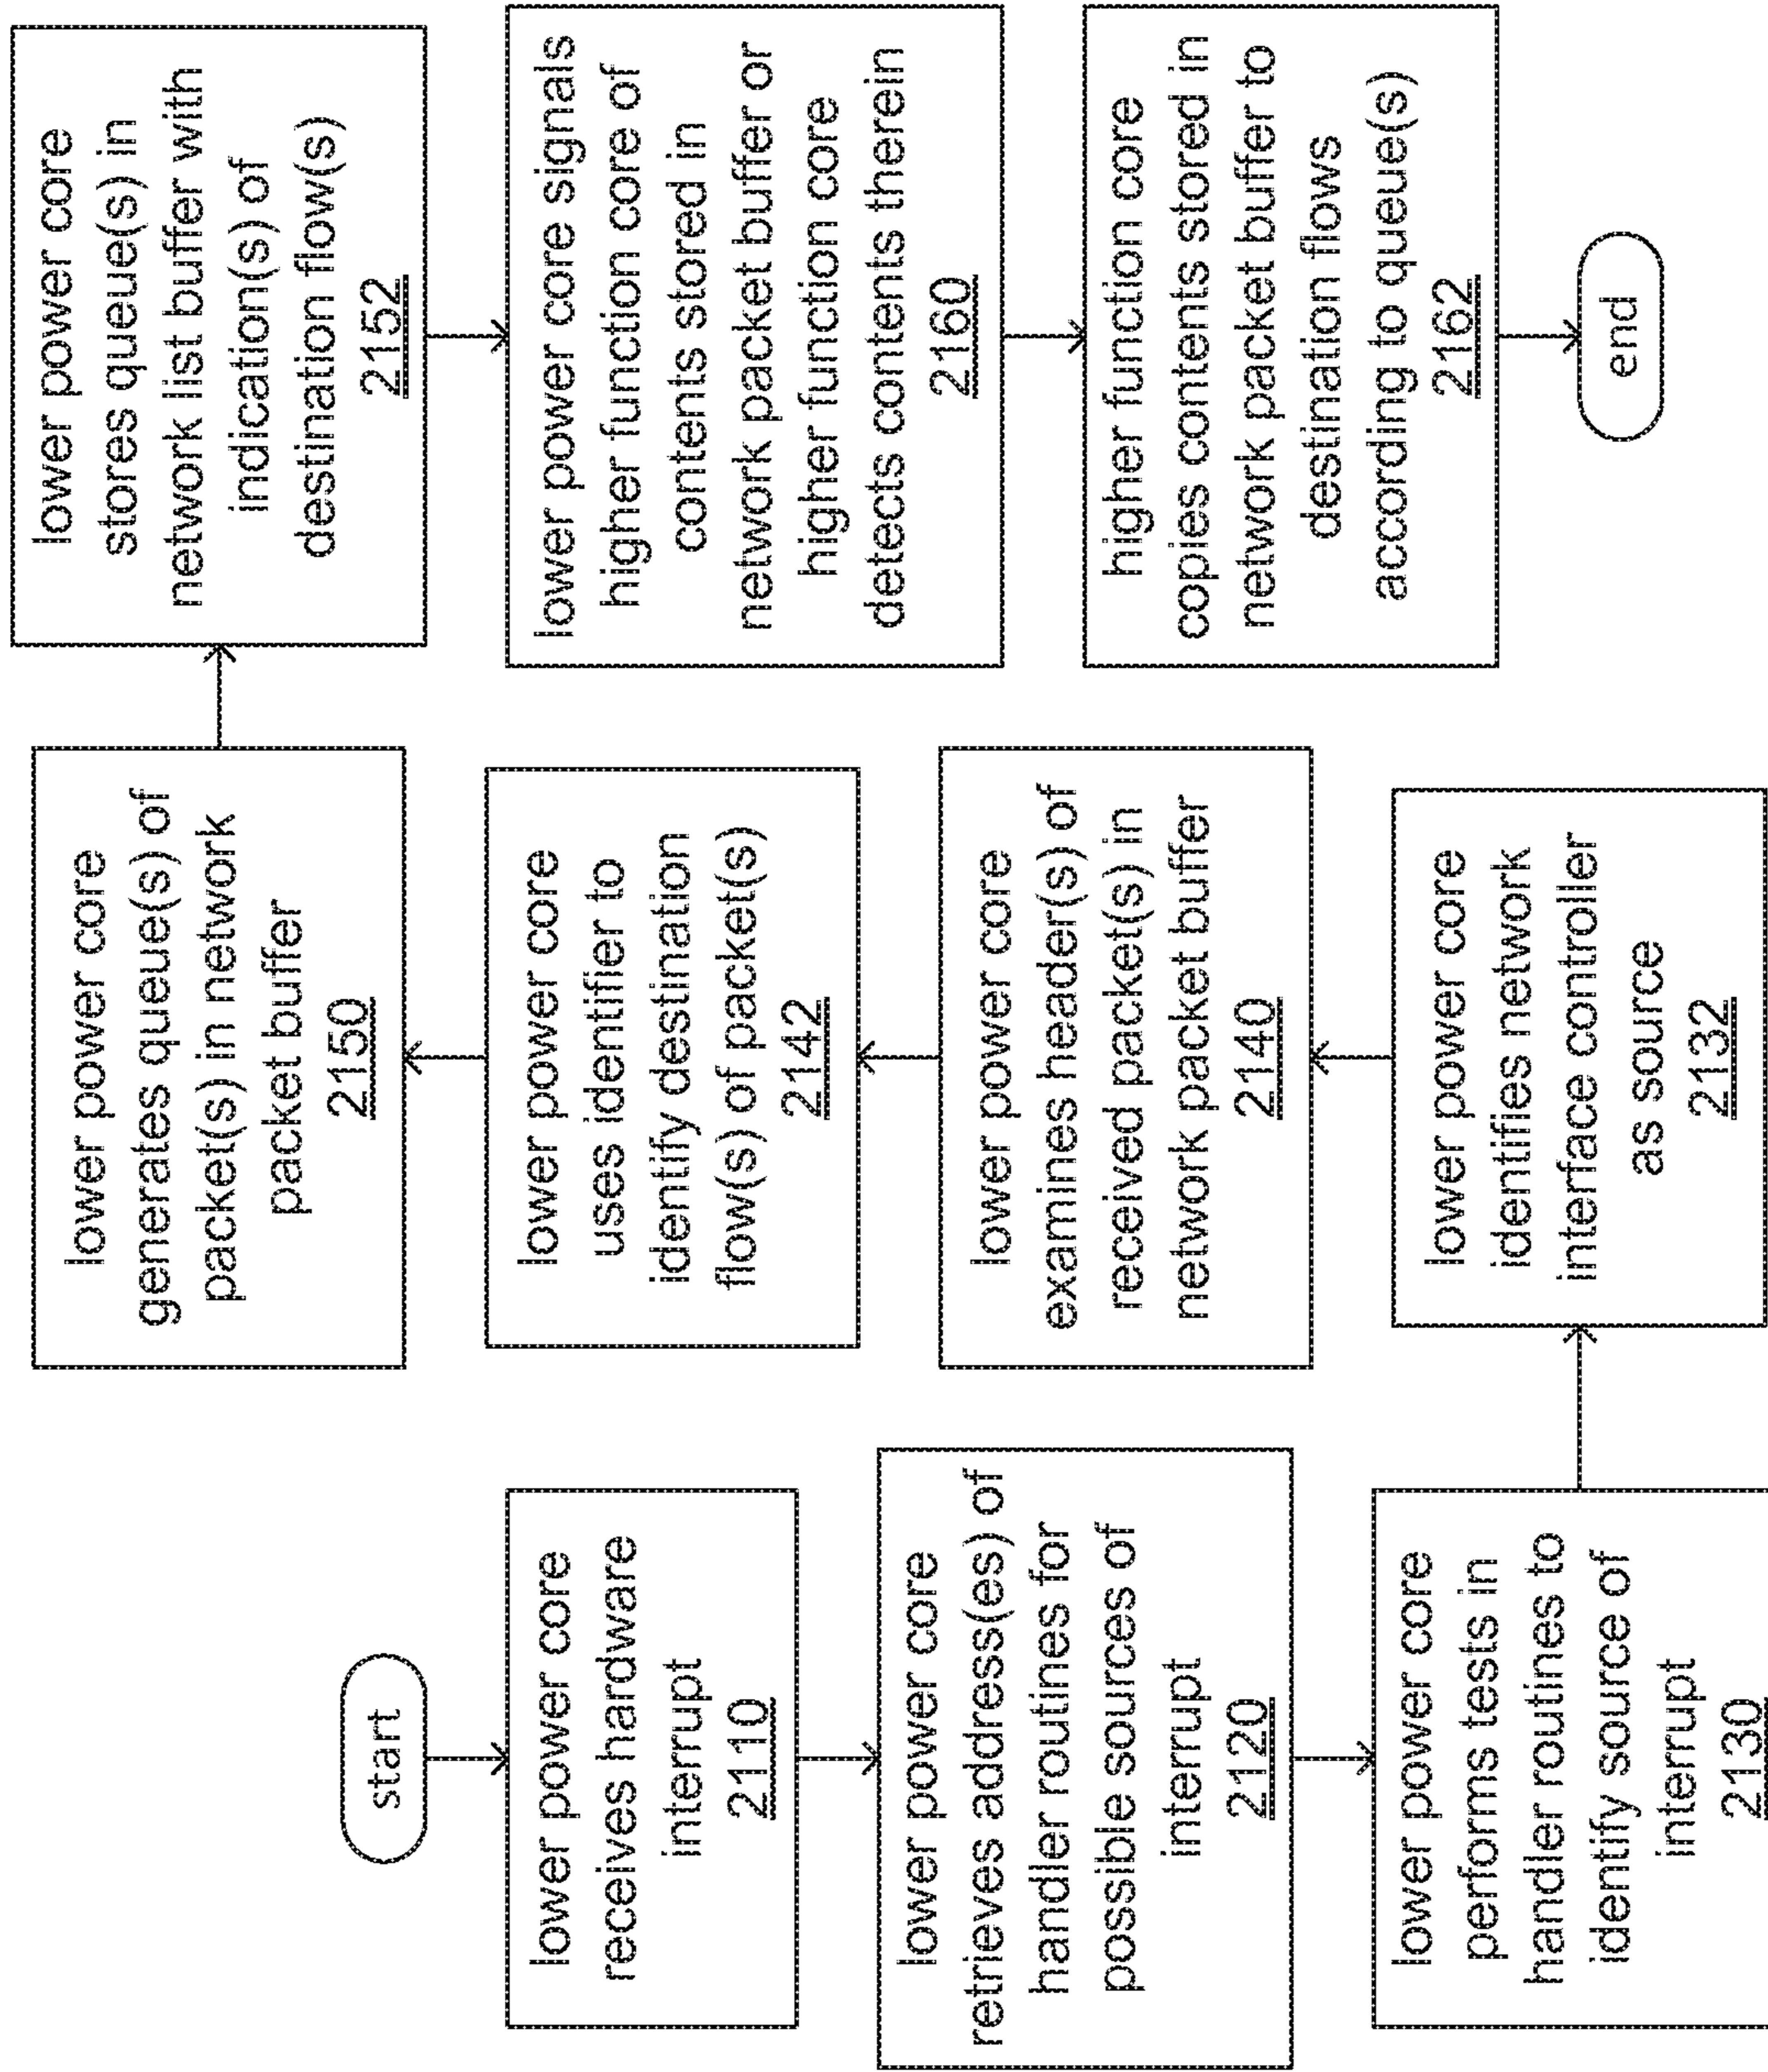 start
lower power core
receives hardware
interrupt
2110
lower power core
retrieves address(es) of
handler routines for
possible sources of
interrupt
2120
lower power core
performs tests in
handler routines to
identify source of
interrupt
2130
lower power core
identifies network
interface controller
as source
2132
lower power core
examines header(s) of
received packet(s) in
network packet buffer
2140
lower power core
uses identifier to
identify destination
flow(s) of packet(s)
2142
lower power core
generates queue(s) of
packet(s) in network
packet buffer
2150
lower power core
stores queue(s) in
network list buffer with
indication(s) of
destination flow(s)
2152
lower power core signals
higher function core of
contents stored in
network packet buffer or
higher function core
detects contents therein
2160
higher function core
copies contents stored in
network packet buffer to
destination flows
according to queue(s)
2162
end